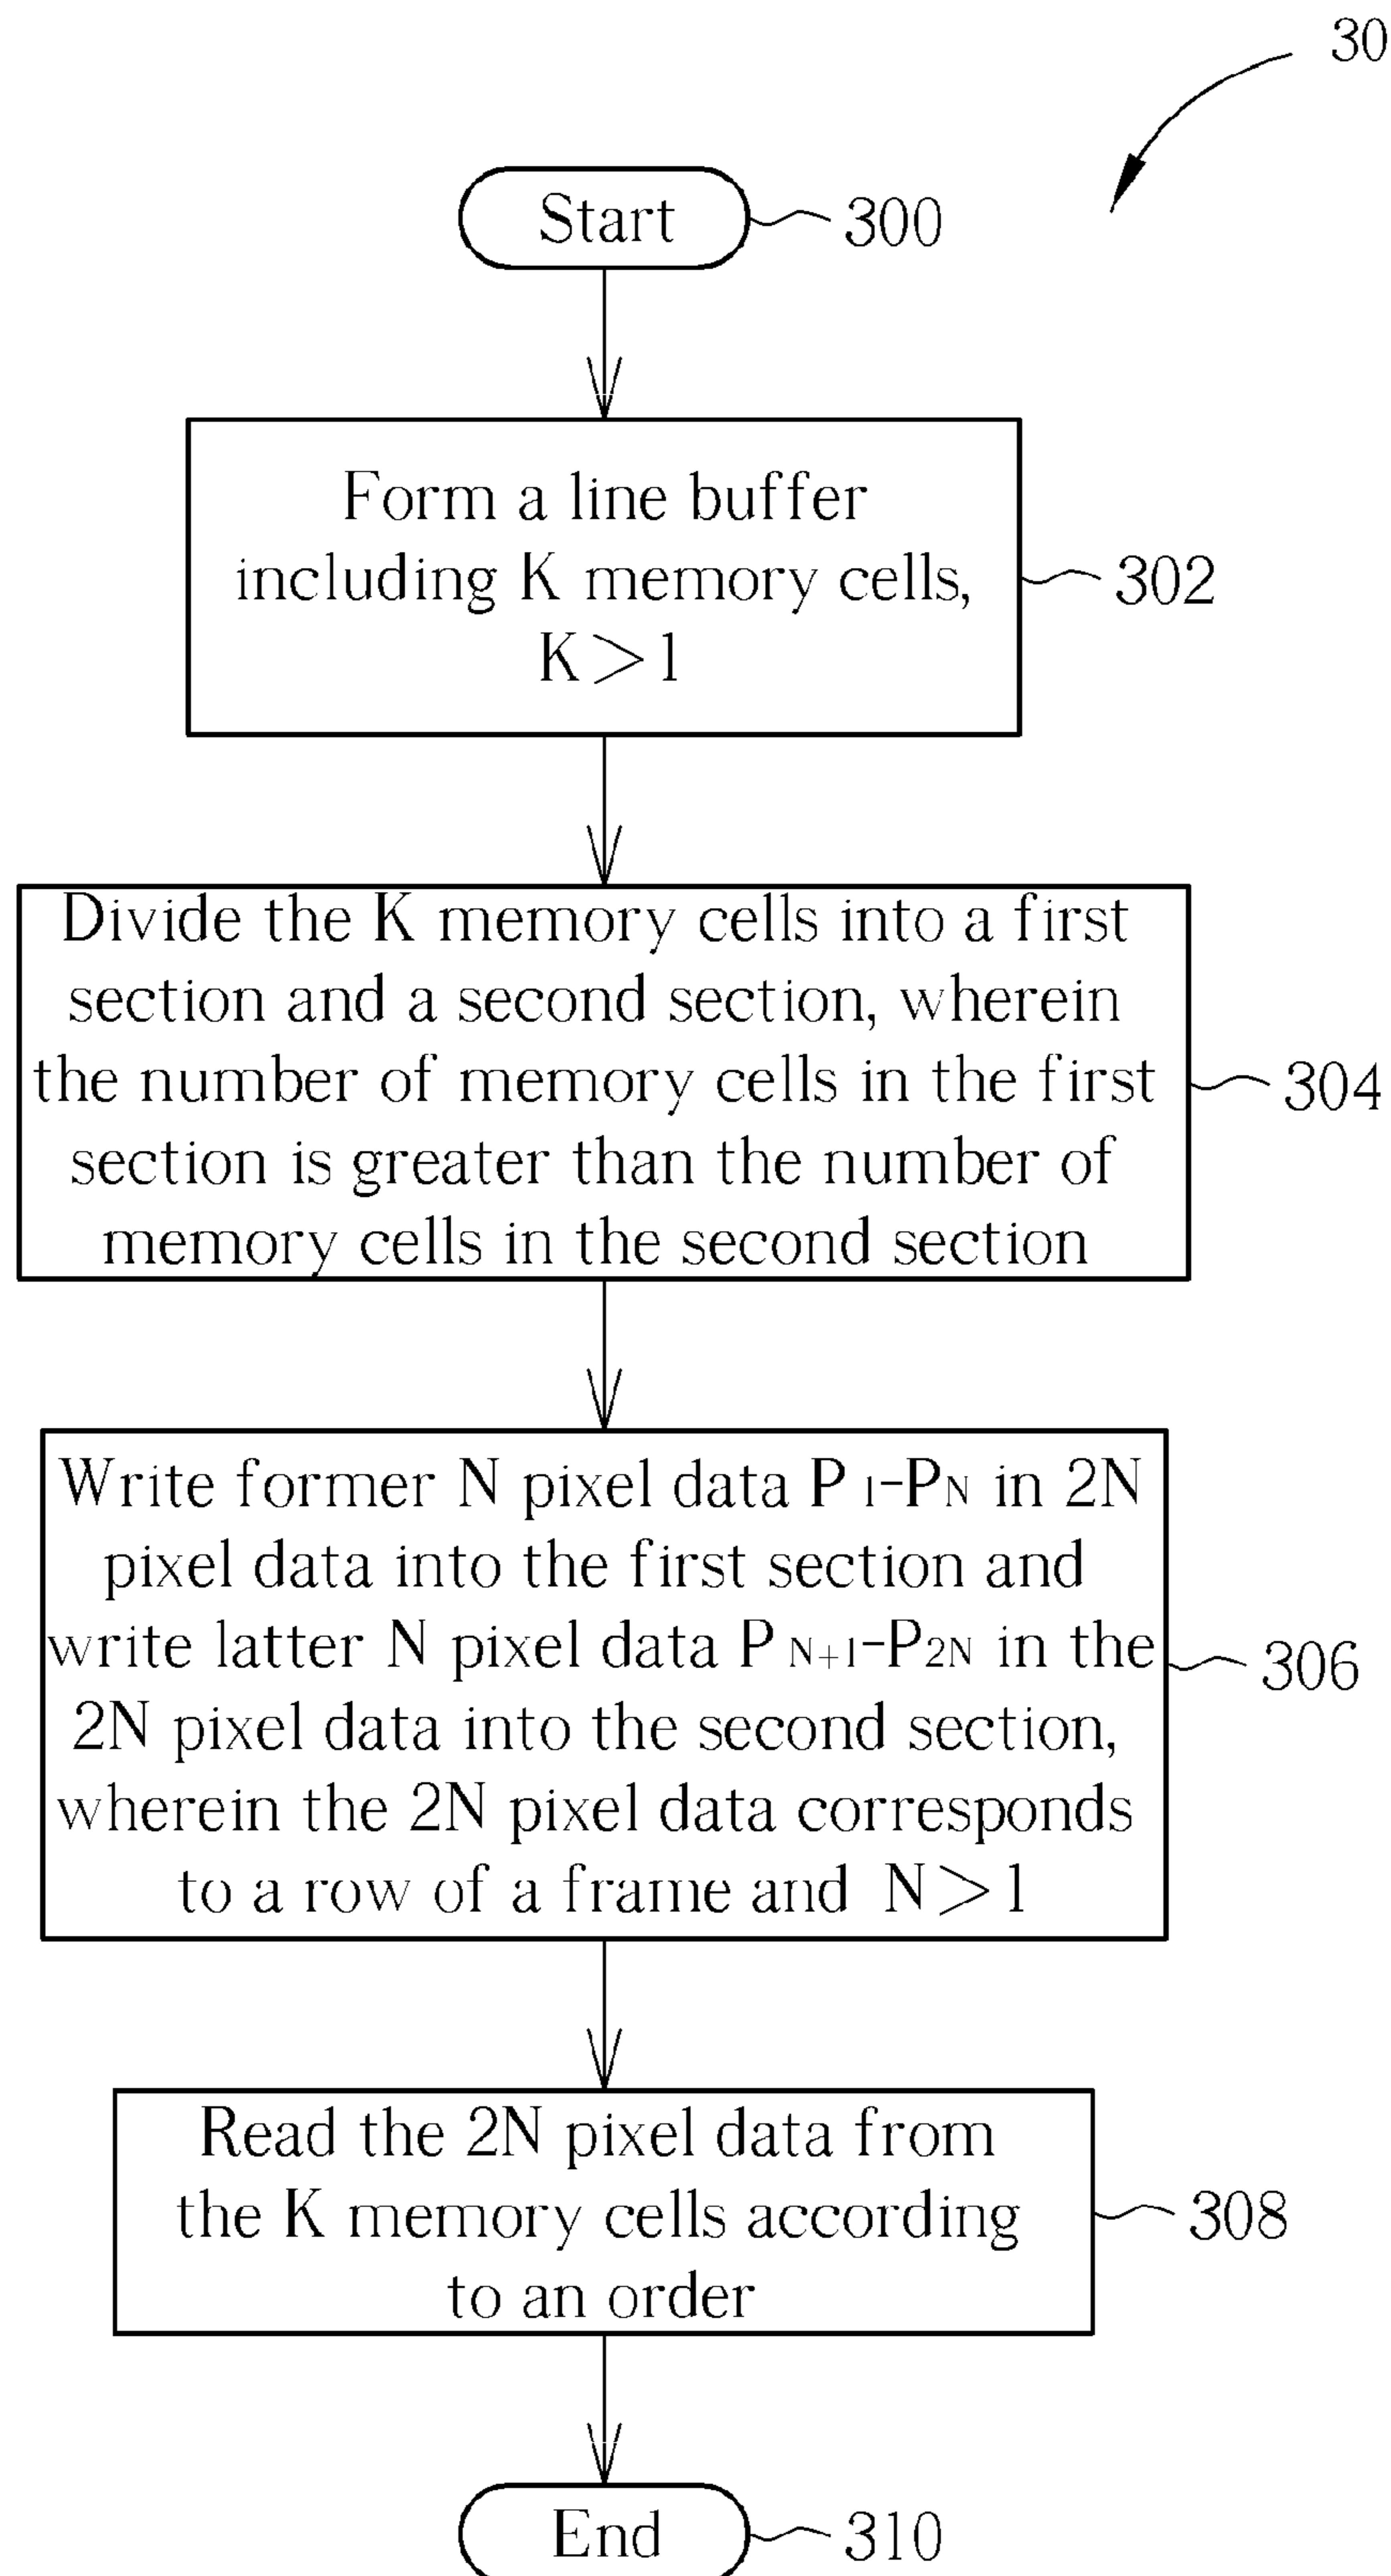 30
Start
300
Form a line buffer
including K memory cells,
K>1
302
Divide the K memory cells into a first
section and a second section, wherein
the number of memory cells in the first
section is greater than the number of
memory cells in the second section
304
Write former N pixel data P 1-PN in 2N
pixel data into the first section and
write latter N pixel data P N+1-P2N in the
2N pixel data into the second section,
wherein the 2N pixel data corresponds
to a row of a frame and N>1
306
Read the 2N pixel data from
the K memory cells according
to an order
308
End
310